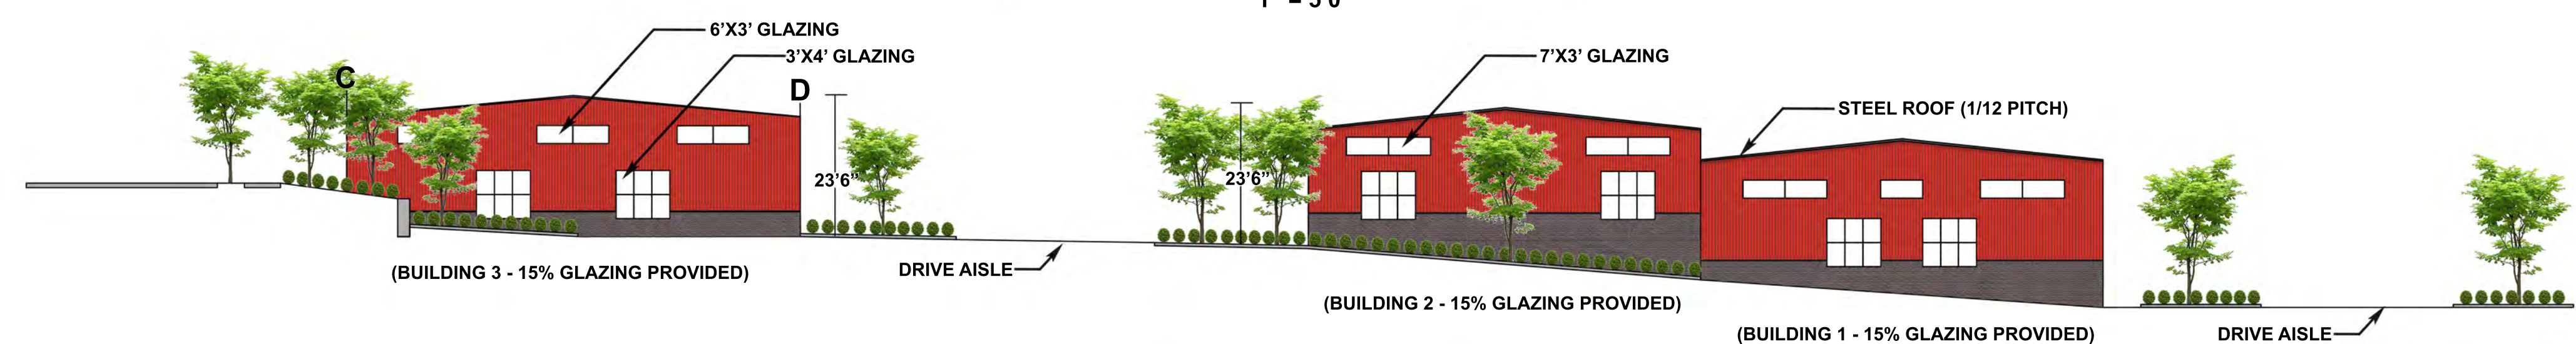 6'X3' GLAZING
3'X4' GLAZING
7'X3' GLAZING
C
D
STEEL ROOF (1/12 PITCH)
23'6"
23'6"
(BUILDING 3 - 15% GLAZING PROVIDED)
DRIVE AISLE
(BUILDING 2 - 15% GLAZING PROVIDED)
(BUILDING 1 - 15% GLAZING PROVIDED)
DRIVE AISLE